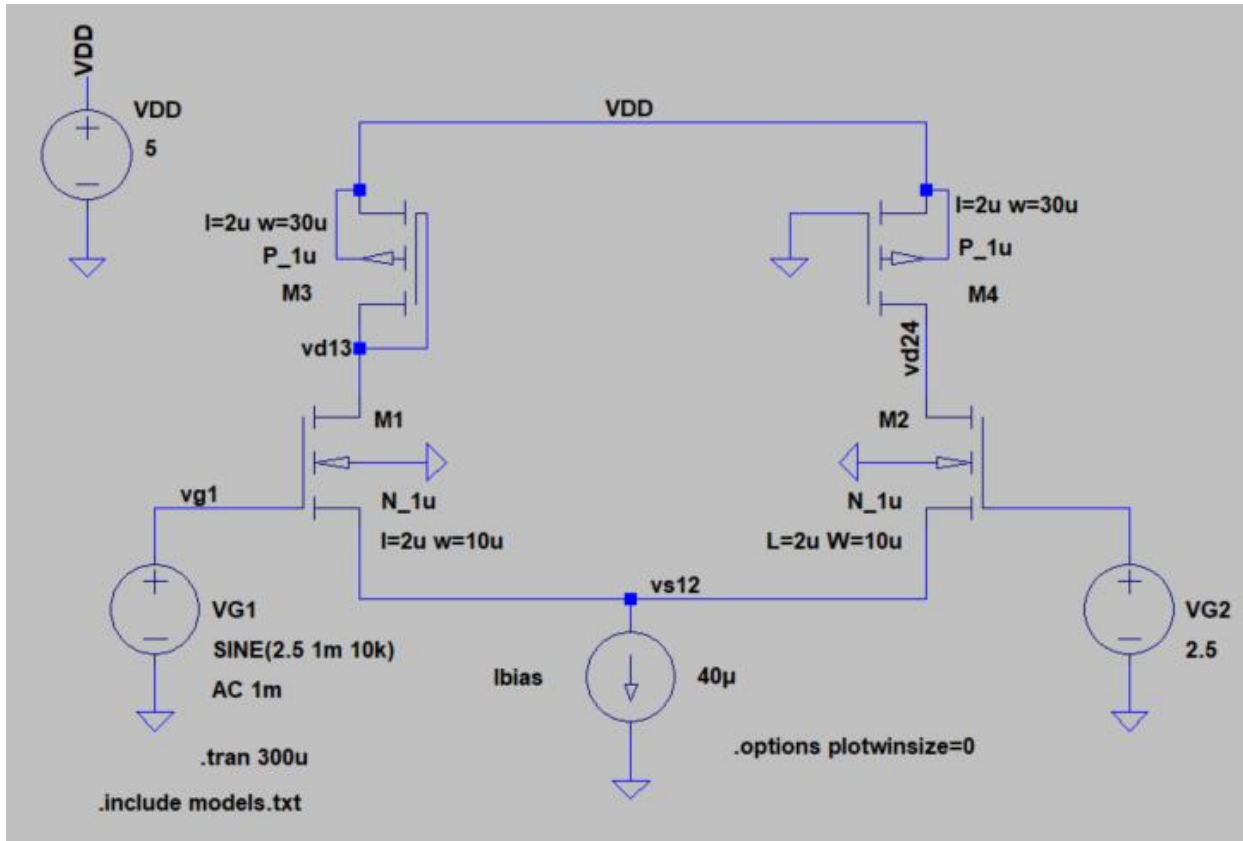 VDD
VDD
5
VDD
l=2u w=30u
P_1u
M3
l=2u w=30u
P_1u
M4
vd13
vd24
M1
M2
vg1
N_1u
l=2u w=10u
N_1u
L=2u W=10u
vs12
VG1
SINE(2.5 1m 10k)
AC 1m
Ibias
40µ
VG2
2.5
.tran 300u
.options plotwinsize=0
.include models.txt